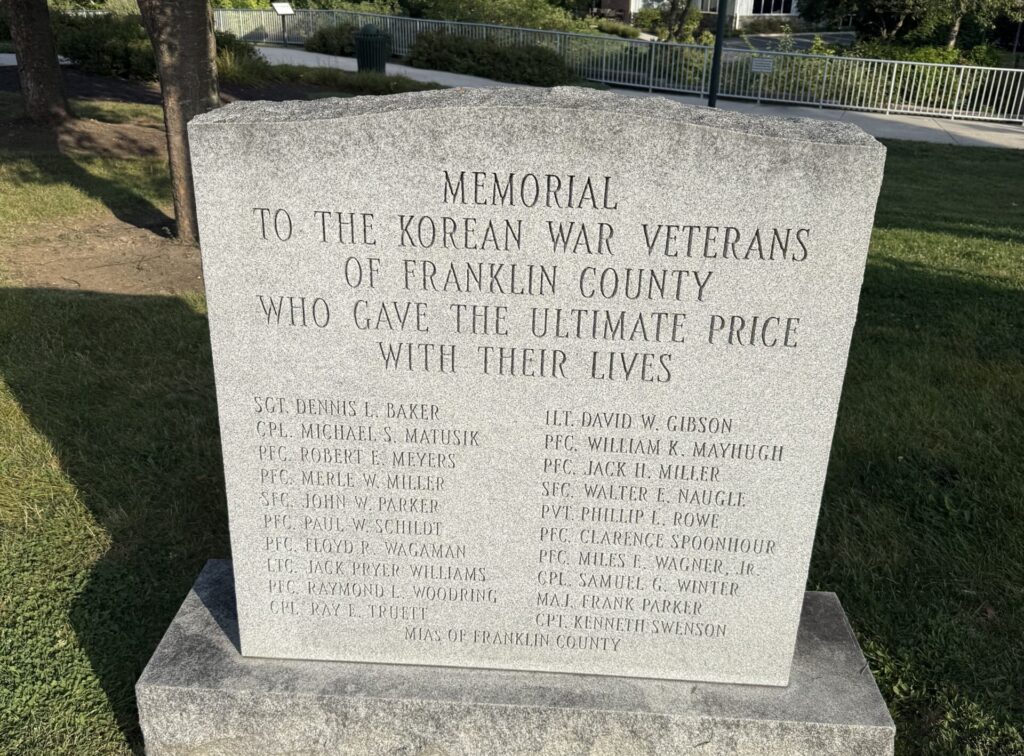 MEMORIAL
TO THE KOREAN WAR VETERANS
OF FRANKLIN COUNTY
WHO GAVE THE ULTIMATE PRICE
WITH THEIR LIVES
SGT. DENNIS L. BAKER
CPL. MICHAEL S. MATUSIK
PFC. ROBERT E. MEYERS
PFC. MERLE W. MILLER
SFC. JOHN W. PARKER
PFC. PAUL W. SCHILDT
PFC. FLOYD R. WAGAMAN
LTC. JACK PRYER WILLIAMS
PFC. RAYMOND L. WOODRING
CPL. RAY E. TRUETT
1LT. DAVID W. GIBSON
PFC. WILLIAM K. MAYHUGH
PFC. JACK H. MILLER
SFC. WALTER E. NAUGLE
PVT. PHILLIP L. ROWE
PFC. CLARENCE SPOONHOUR
PFC. MILES E. WAGNER, JR.
CPL. SAMUEL G. WINTER
MAJ. FRANK PARKER
CPT. KENNETH SWENSON
MIAS OF FRANKLIN COUNTY